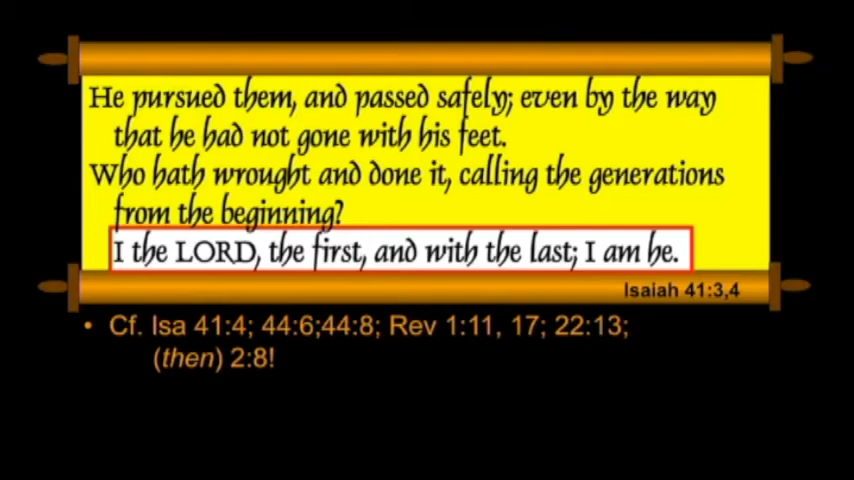 He pursued them, and passed safely; even by the way
that he had not gone with his feet.
Who hath wrought and done it, calling the generations
from the beginning?
I the LORD, the first, and with the last; I am he.
Isaiah 41:3,4
• Cf. Isa 41:4; 44:6;44:8; Rev 1:11, 17; 22:13;
(then) 2:8!